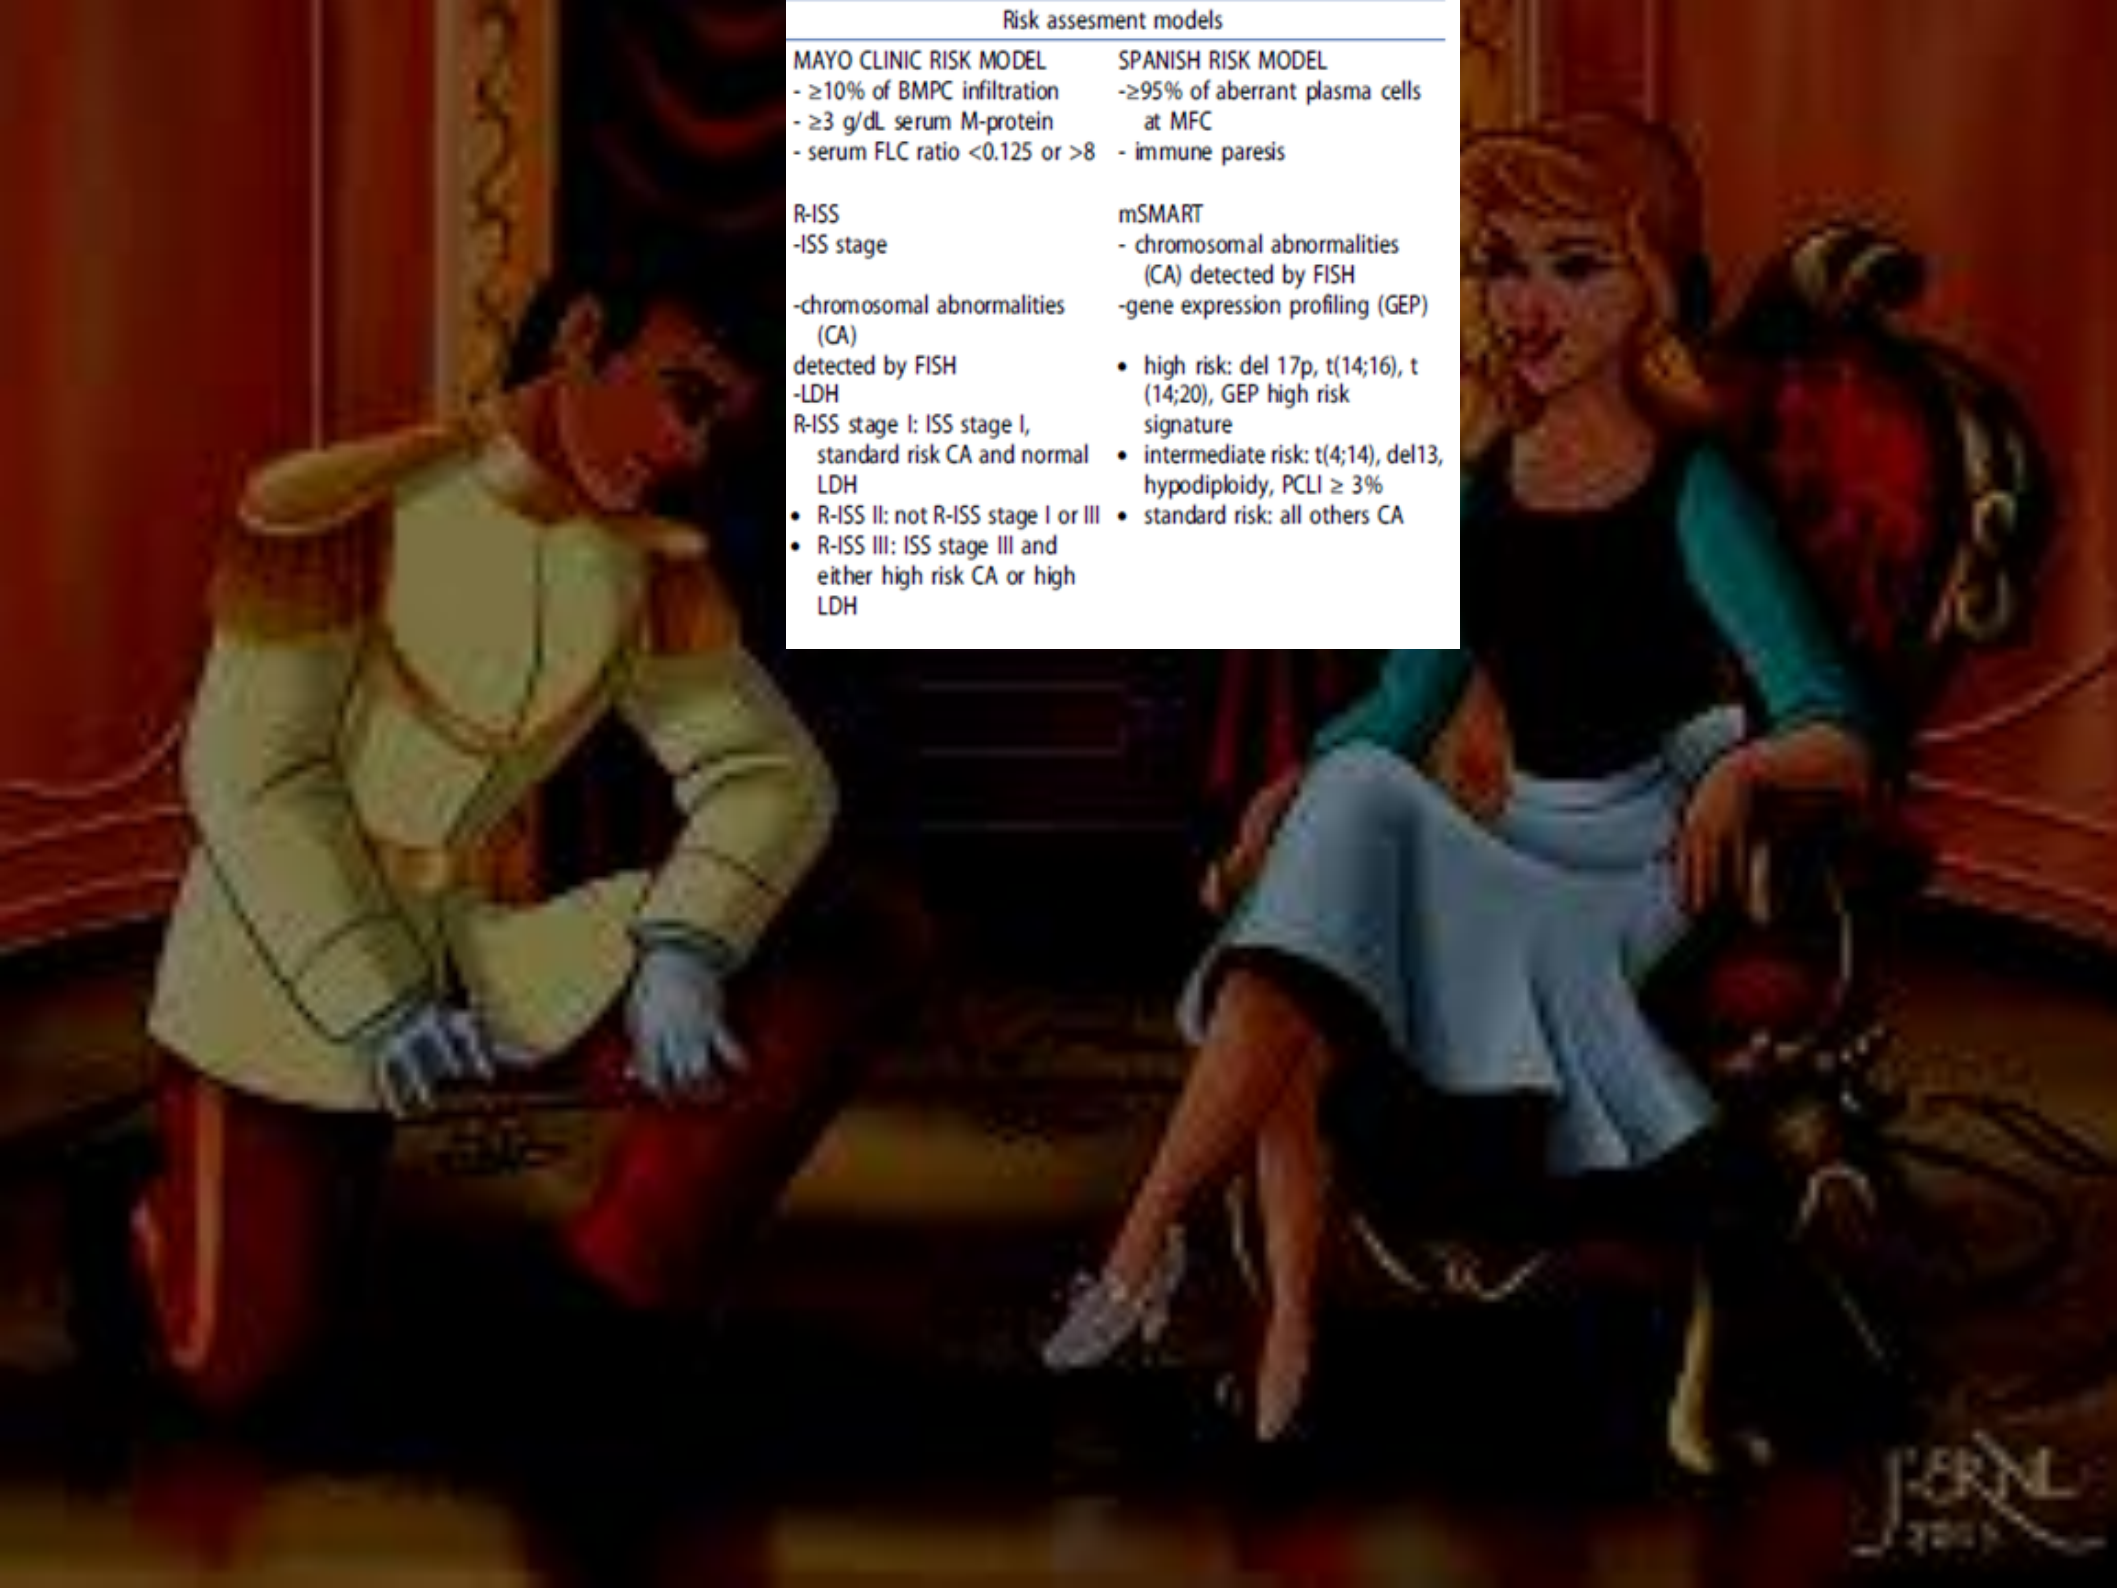 Risk assesment models
MAYO CLINIC RISK MODEL
- ≥10% of BMPC infiltration
- ≥3 g/dL serum M-protein
- serum FLC ratio <0.125 or >8
SPANISH RISK MODEL
-≥95% of aberrant plasma cells
at MFC
- immune paresis
R-ISS
-ISS stage
-chromosomal abnormalities
(CA)
detected by FISH
-LDH
R-ISS stage I: ISS stage I,
standard risk CA and normal
LDH
• R-ISS II: not R-ISS stage I or III
• R-ISS III: ISS stage III and
either high risk CA or high
LDH
mSMART
- chromosomal abnormalities
(CA) detected by FISH
-gene expression profiling (GEP)
• high risk: del 17p, t(14;16), t
(14;20), GEP high risk
signature
• intermediate risk: t(4;14), del13,
hypodiploidy, PCLI ≥ 3%
• standard risk: all others CA